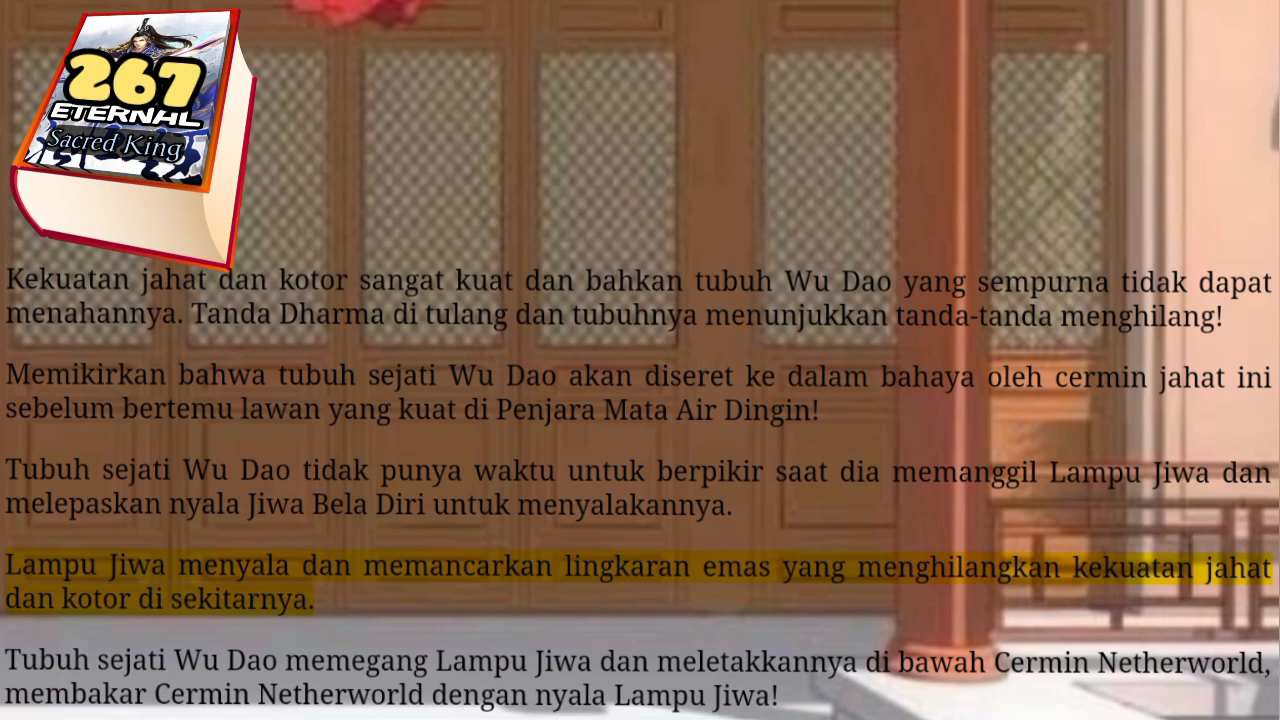 267
ETERNAL
Sacred King
Kekuatan jahat dan kotor sangat kuat dan bahkan tubuh Wu Dao yang sempurna tidak dapat
menahannya. Tanda Dharma di tulang dan tubuhnya menunjukkan tanda-tanda menghilang!
Memikirkan bahwa tubuh sejati Wu Dao akan diseret ke dalam bahaya oleh cermin jahat ini
sebelum bertemu lawan yang kuat di Penjara Mata Air Dingin!
Tubuh sejati Wu Dao tidak punya waktu untuk berpikir saat dia memanggil Lampu Jiwa dan
melepaskan nyala Jiwa Bela Diri untuk menyalakannya.
Lampu Jiwa menyala dan memancarkan lingkaran emas yang menghilangkan kekuatan jahat
dan kotor di sekitarnya.
Tubuh sejati Wu Dao memegang Lampu Jiwa dan meletakkannya di bawah Cermin Netherworld,
membakar Cermin Netherworld dengan nyala Lampu Jiwa!